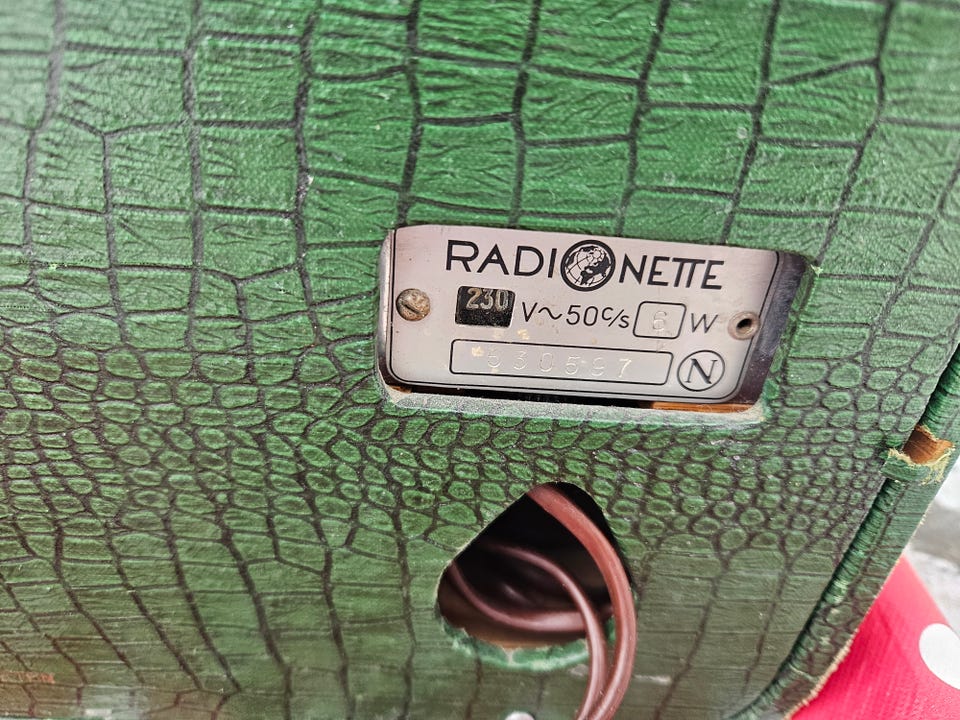 RADIONETTE
230 V~50c/s 6 W
530597
N